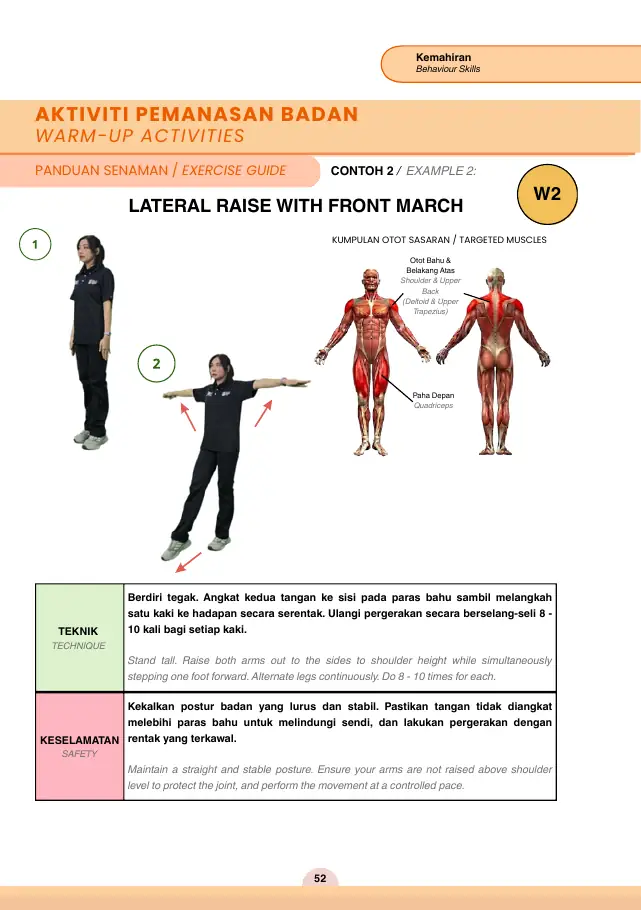 Kemahiran
Behaviour Skills
AKTIVITI PEMANASAN BADAN
WARM-UP ACTIVITIES
PANDUAN SENAMAN / EXERCISE GUIDE
CONTOH 2 / EXAMPLE 2:
W2
LATERAL RAISE WITH FRONT MARCH
1
KUMPULAN OTOT SASARAN / TARGETED MUSCLES
Otot Bahu &
Belakang Atas
Shoulder & Upper
Back
(Deltoid & Upper
Trapezius)
2
Paha Depan
Quadriceps
TEKNIK
TECHNIQUE
Berdiri tegak. Angkat kedua tangan ke sisi pada paras bahu sambil melangkah
satu kaki ke hadapan secara serentak. Ulangi pergerakan secara berselang-seli 8 -
10 kali bagi setiap kaki.
Stand tall. Raise both arms out to the sides to shoulder height while simultaneously
stepping one foot forward. Alternate legs continuously. Do 8 - 10 times for each.
KESELAMATAN
SAFETY
Kekalkan postur badan yang lurus dan stabil. Pastikan tangan tidak diangkat
melebihi paras bahu untuk melindungi sendi, dan lakukan pergerakan dengan
rentak yang terkawal.
Maintain a straight and stable posture. Ensure your arms are not raised above shoulder
level to protect the joint, and perform the movement at a controlled pace.
52